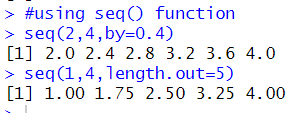 > #using seq() function
> seq(2,4,by=0.4)
[1] 2.0 2.4 2.8 3.2 3.6 4.0
> seq(1,4,length.out=5)
[1] 1.00 1.75 2.50 3.25 4.00
>